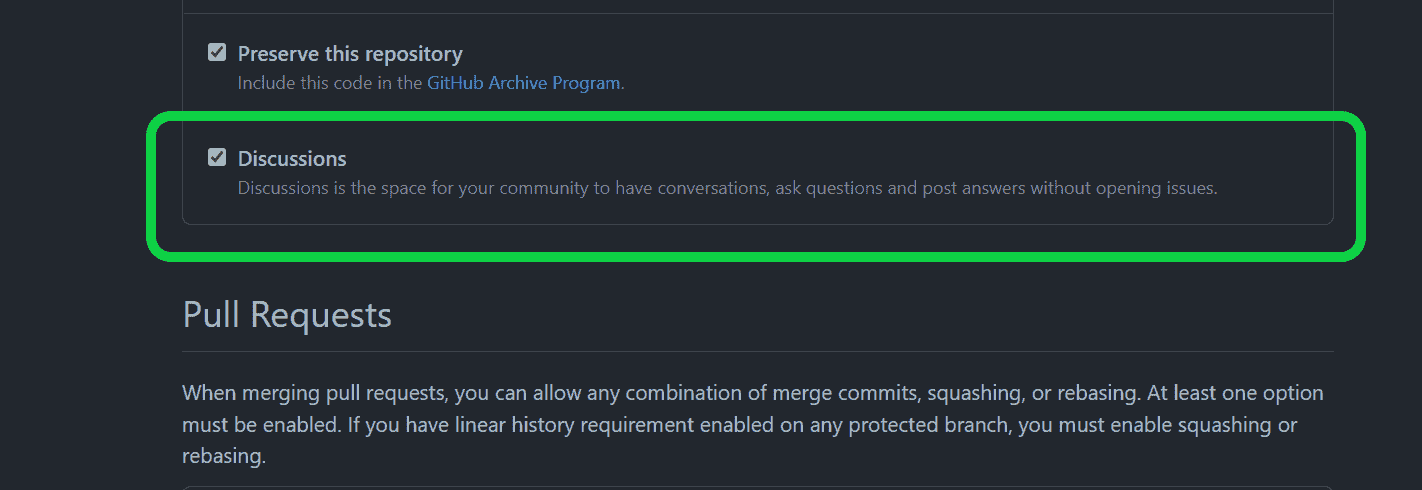 Preserve this repository
Include this code in the GitHub Archive Program.
Discussions
Discussions is the space for your community to have conversations, ask questions and post answers without opening issues.
Pull Requests
When merging pull requests, you can allow any combination of merge commits, squashing, or rebasing. At least one option
must be enabled. If you have linear history requirement enabled on any protected branch, you must enable squashing or
rebasing.